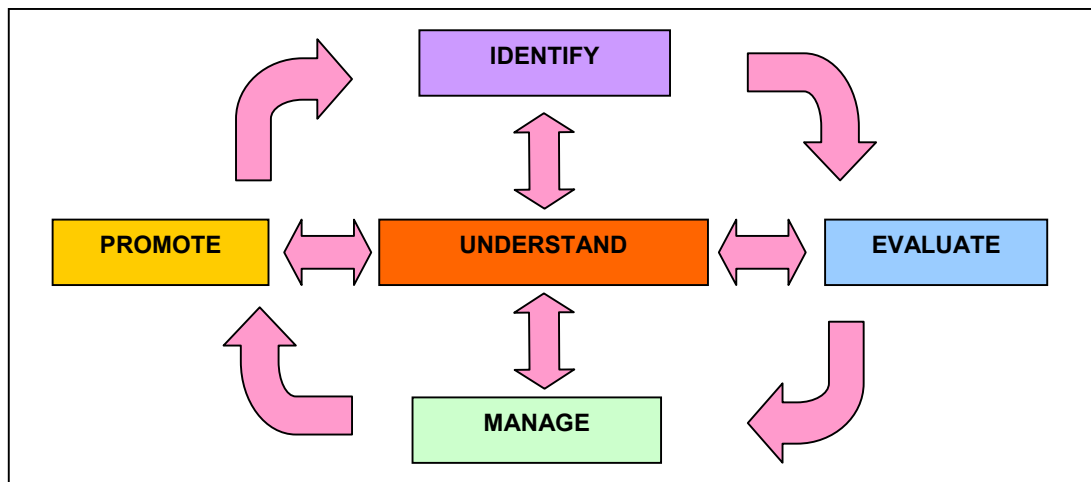 IDENTIFY
PROMOTE
UNDERSTAND
EVALUATE
MANAGE